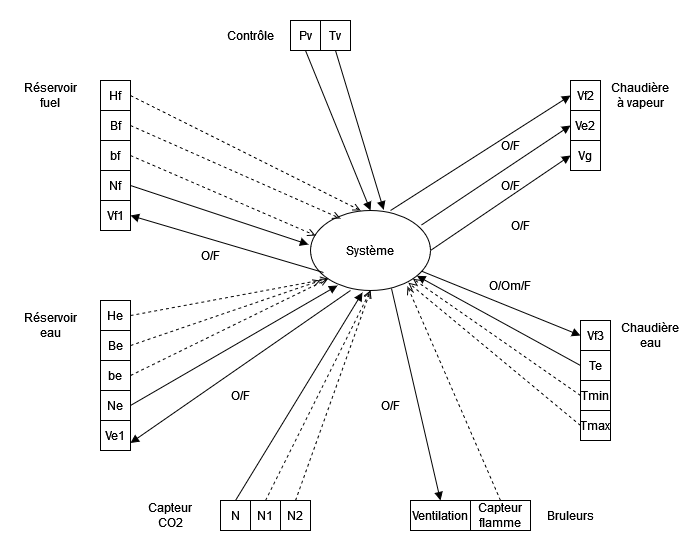 Contrôle
Pv
Tv
Réservoir
fuel
Hf
Bf
bf
Nf
Vf1
O/F
Chaudière
à vapeur
Vf2
Ve2
Vg
O/F
O/F
O/F
Système
Réservoir
eau
He
Be
be
Ne
Ve1
O/F
O/Om/F
Chaudière
eau
Vf3
Te
Tmin
Tmax
O/F
Capteur
CO2
N
N1
N2
Ventilation
Capteur
flamme
Bruleurs